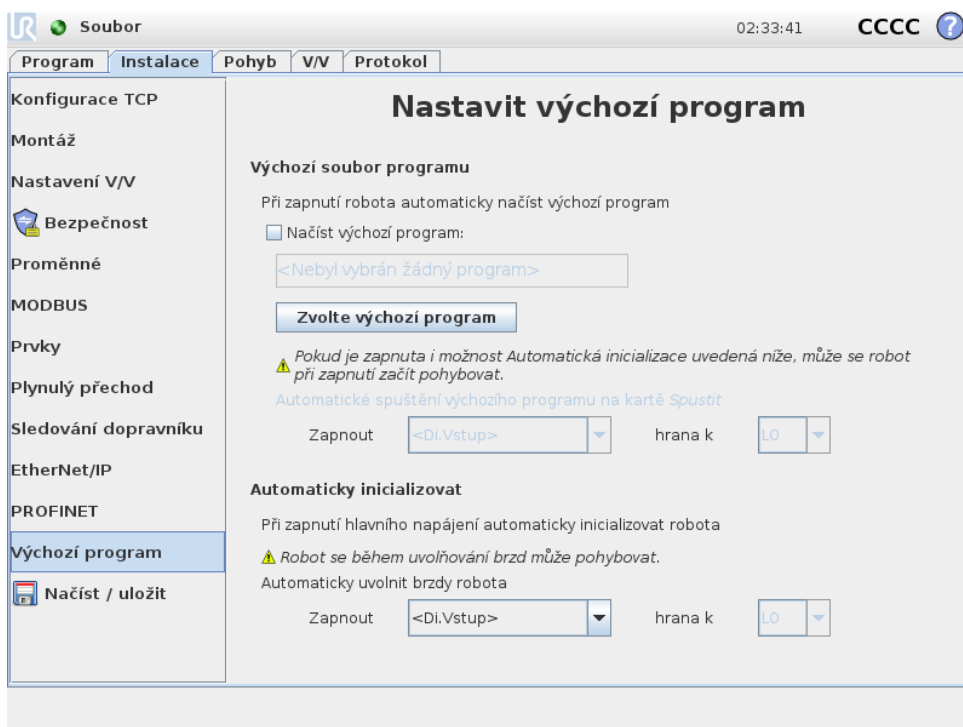 Soubor
02:33:41
CCCC
?
Program
Instalace
Pohyb
V/V
Protokol
Konfigurace TCP
Montáž
Nastavení V/V
Bezpečnost
Proměnné
MODBUS
Prvky
Plynulý přechod
Sledování dopravníku
EtherNet/IP
PROFINET
Výchozí program
Načíst / uložit
Nastavit výchozí program
Výchozí soubor programu
Při zapnutí robota automaticky načíst výchozí program
Načíst výchozí program:
<Nebyl vybrán žádný program>
Zvolte výchozí program
Pokud je zapnuta i možnost Automatická inicializace uvedená níže, může se robot
při zapnutí začít pohybovat.
Automatické spuštění výchozího programu na kartě Spustit
Zapnout <Di.Vstup> hrana k LO
Automaticky inicializovat
Při zapnutí hlavního napájení automaticky inicializovat robota
Robot se během uvolňování brzd může pohybovat.
Automaticky uvolnit brzdy robota
Zapnout <Di.Vstup> hrana k LO